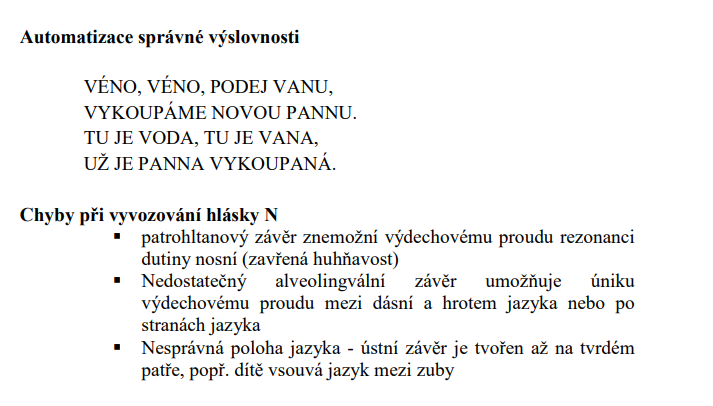 Automatizace správné výslovnosti
VÉNO, VÉNO, PODEJ VANU,
VYKOUPÁME NOVOU PANNU.
TU JE VODA, TU JE VANA,
UŽ JE PANNA VYKOUPANÁ.
Chyby při vyvozování hlásky N
▪ patrohltanový závěr znemožní výdechovému proudu rezonanci
dutiny nosní (zavřená huhňavost)
▪ Nedostatečný alveolingvální závěr umožňuje úniku
výdechovému proudu mezi dásní a hrotem jazyka nebo po
stranách jazyka
▪ Nesprávná poloha jazyka - ústní závěr je tvořen až na tvrdém
patře, popř. dítě vsouvá jazyk mezi zuby